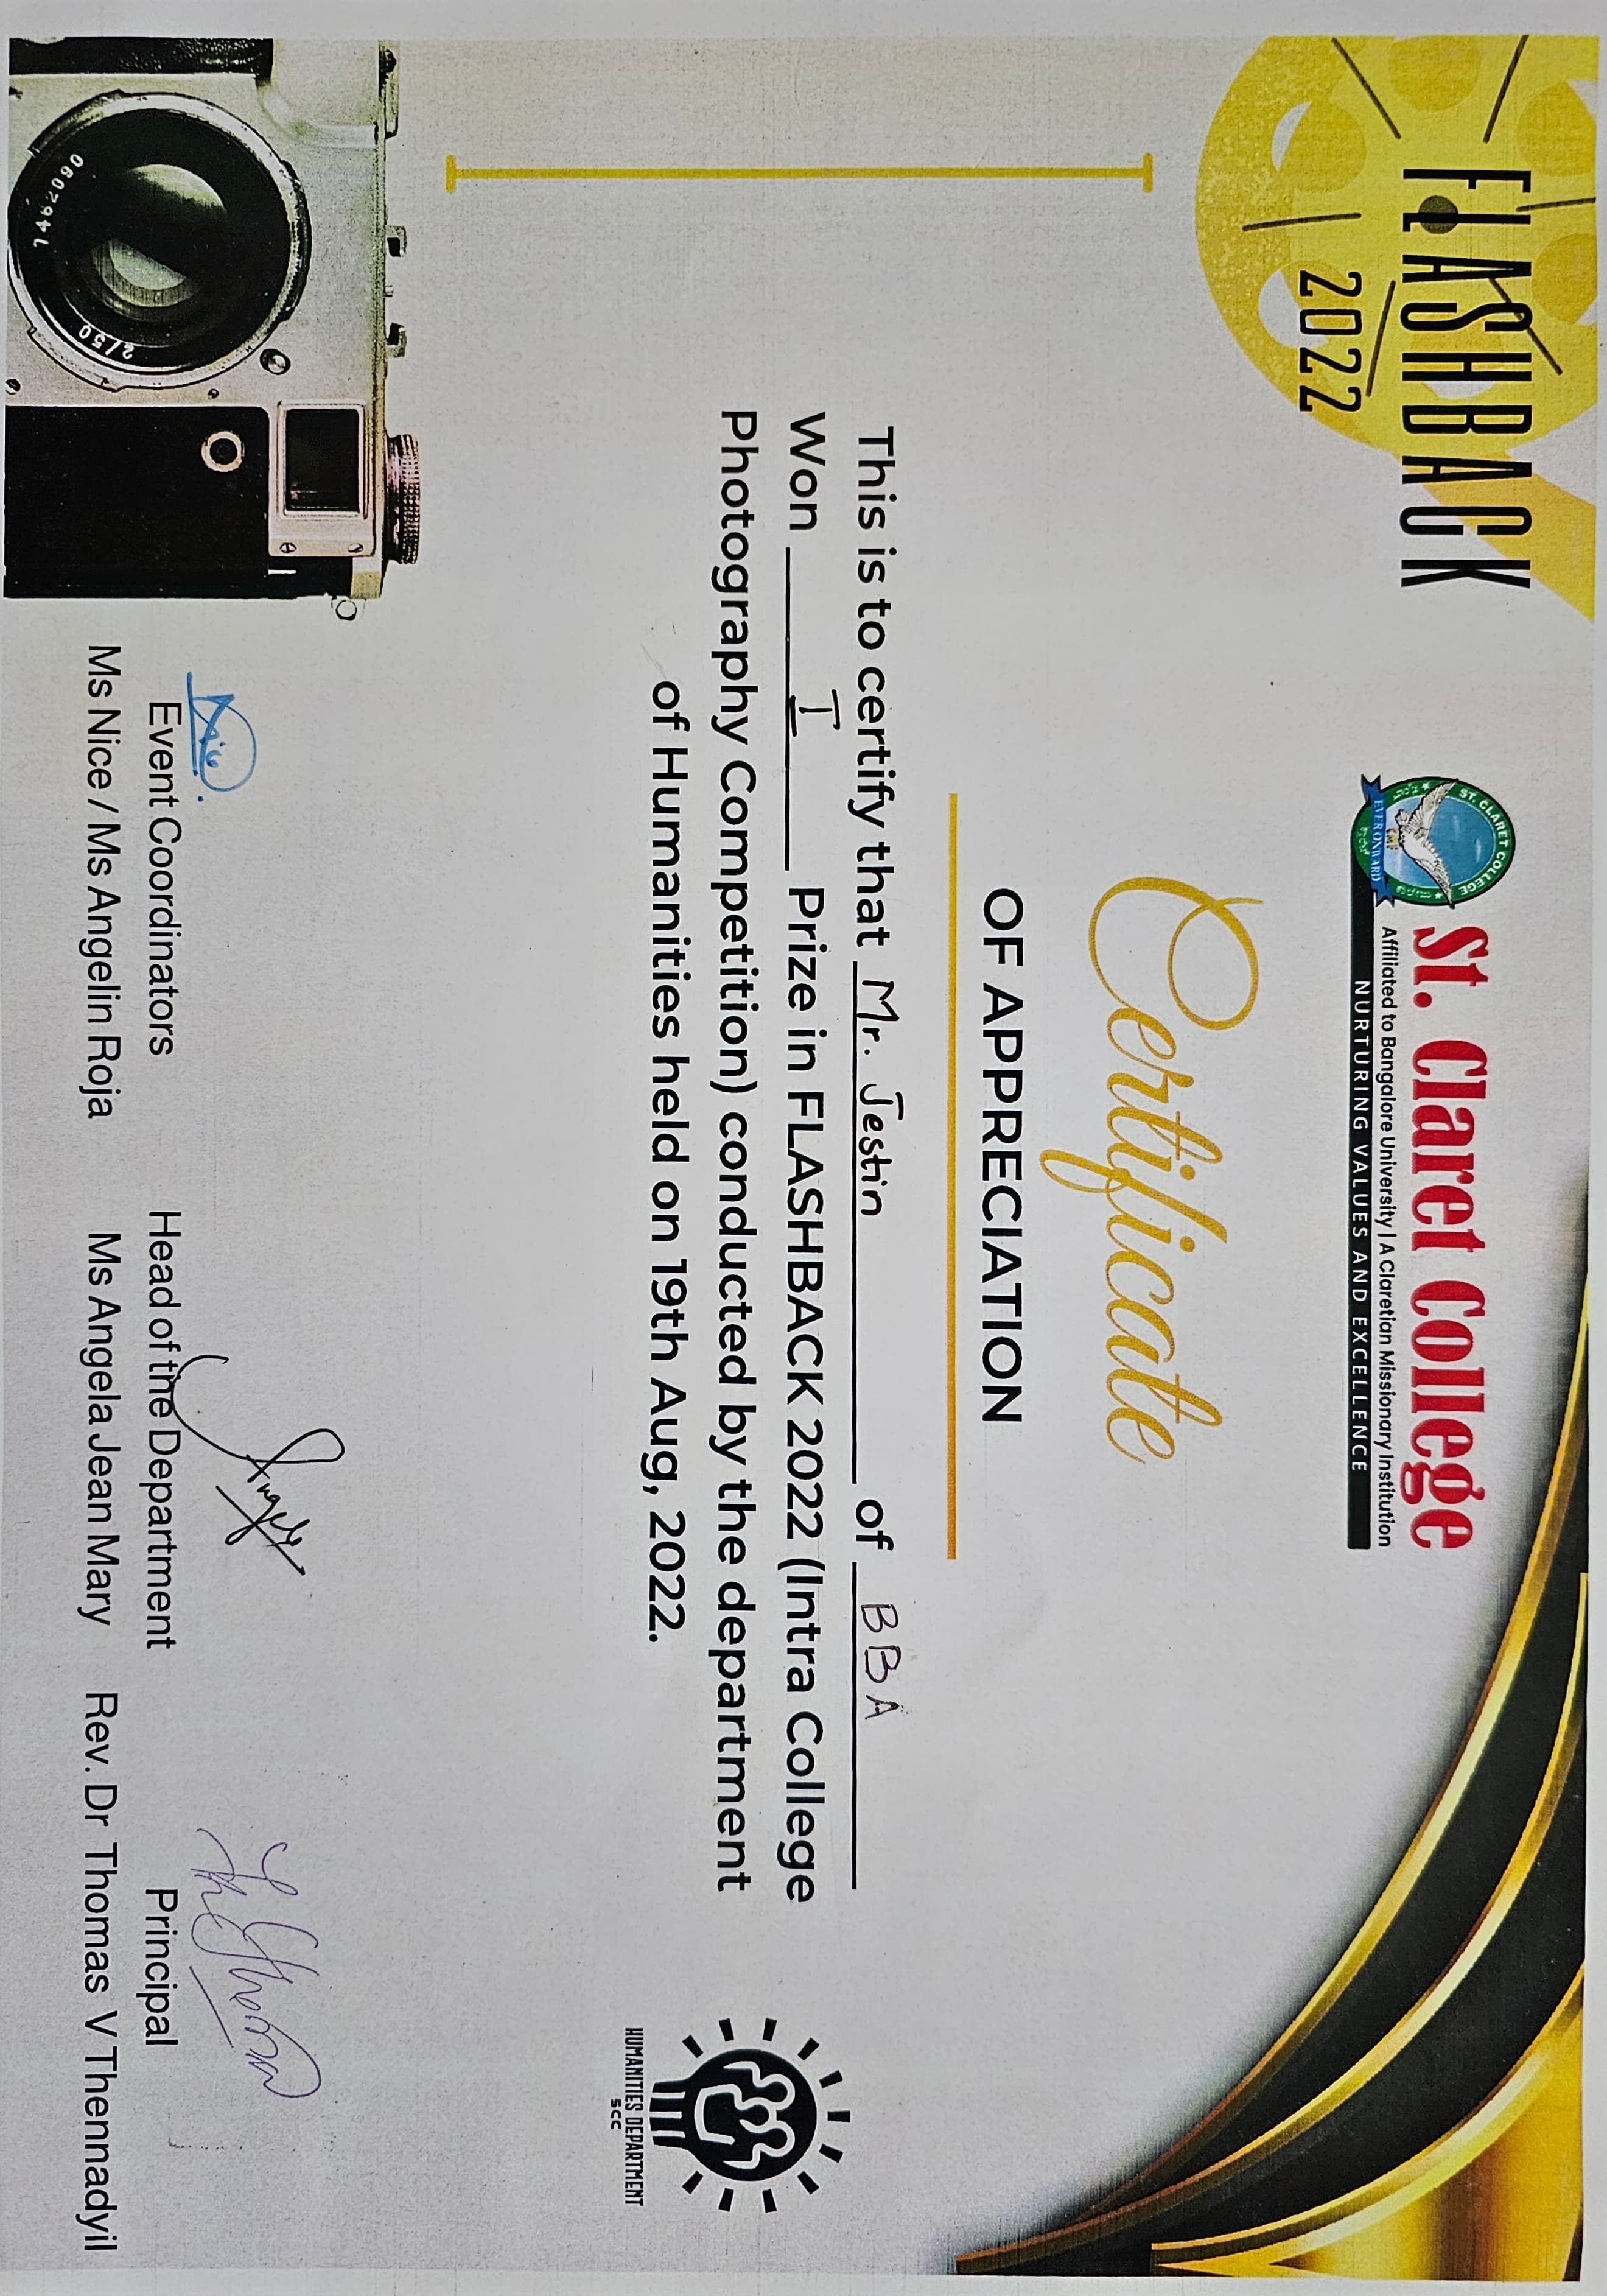 FLASHBACK
2022
ST. CLARET COLLEGE
CMF
EVER ONWARD
St. Claret College
Affiliated to Bangalore University | A Claretian Missionary Institution
NURTURING VALUES AND EXCELLENCE
Certificate
OF APPRECIATION
This is to certify that Mr. Jestin of BBA
Won I Prize in FLASHBACK 2022 (Intra College
Photography Competition) conducted by the department
of Humanities held on 19th Aug, 2022.
HUMANITIES DEPARTMENT
SCC
Nice
Angela
Event Coordinators
Ms Nice / Ms Angelin Roja
Head of the Department
Ms Angela Jean Mary
Principal
Rev. Dr Thomas V Thennadyil
2/50
7462090